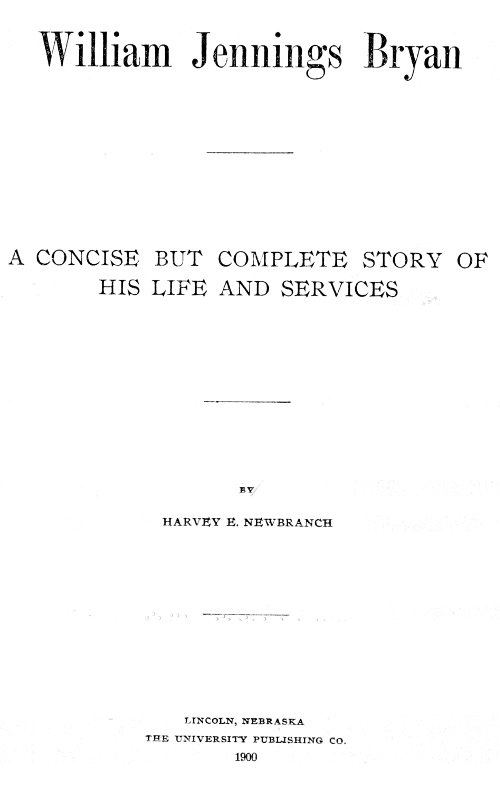 William Jennings Bryan
A CONCISE BUT COMPLETE STORY OF
HIS LIFE AND SERVICES
BY
HARVEY E. NEWBRANCH
LINCOLN, NEBRASKA
THE UNIVERSITY PUBLISHING CO.
1900